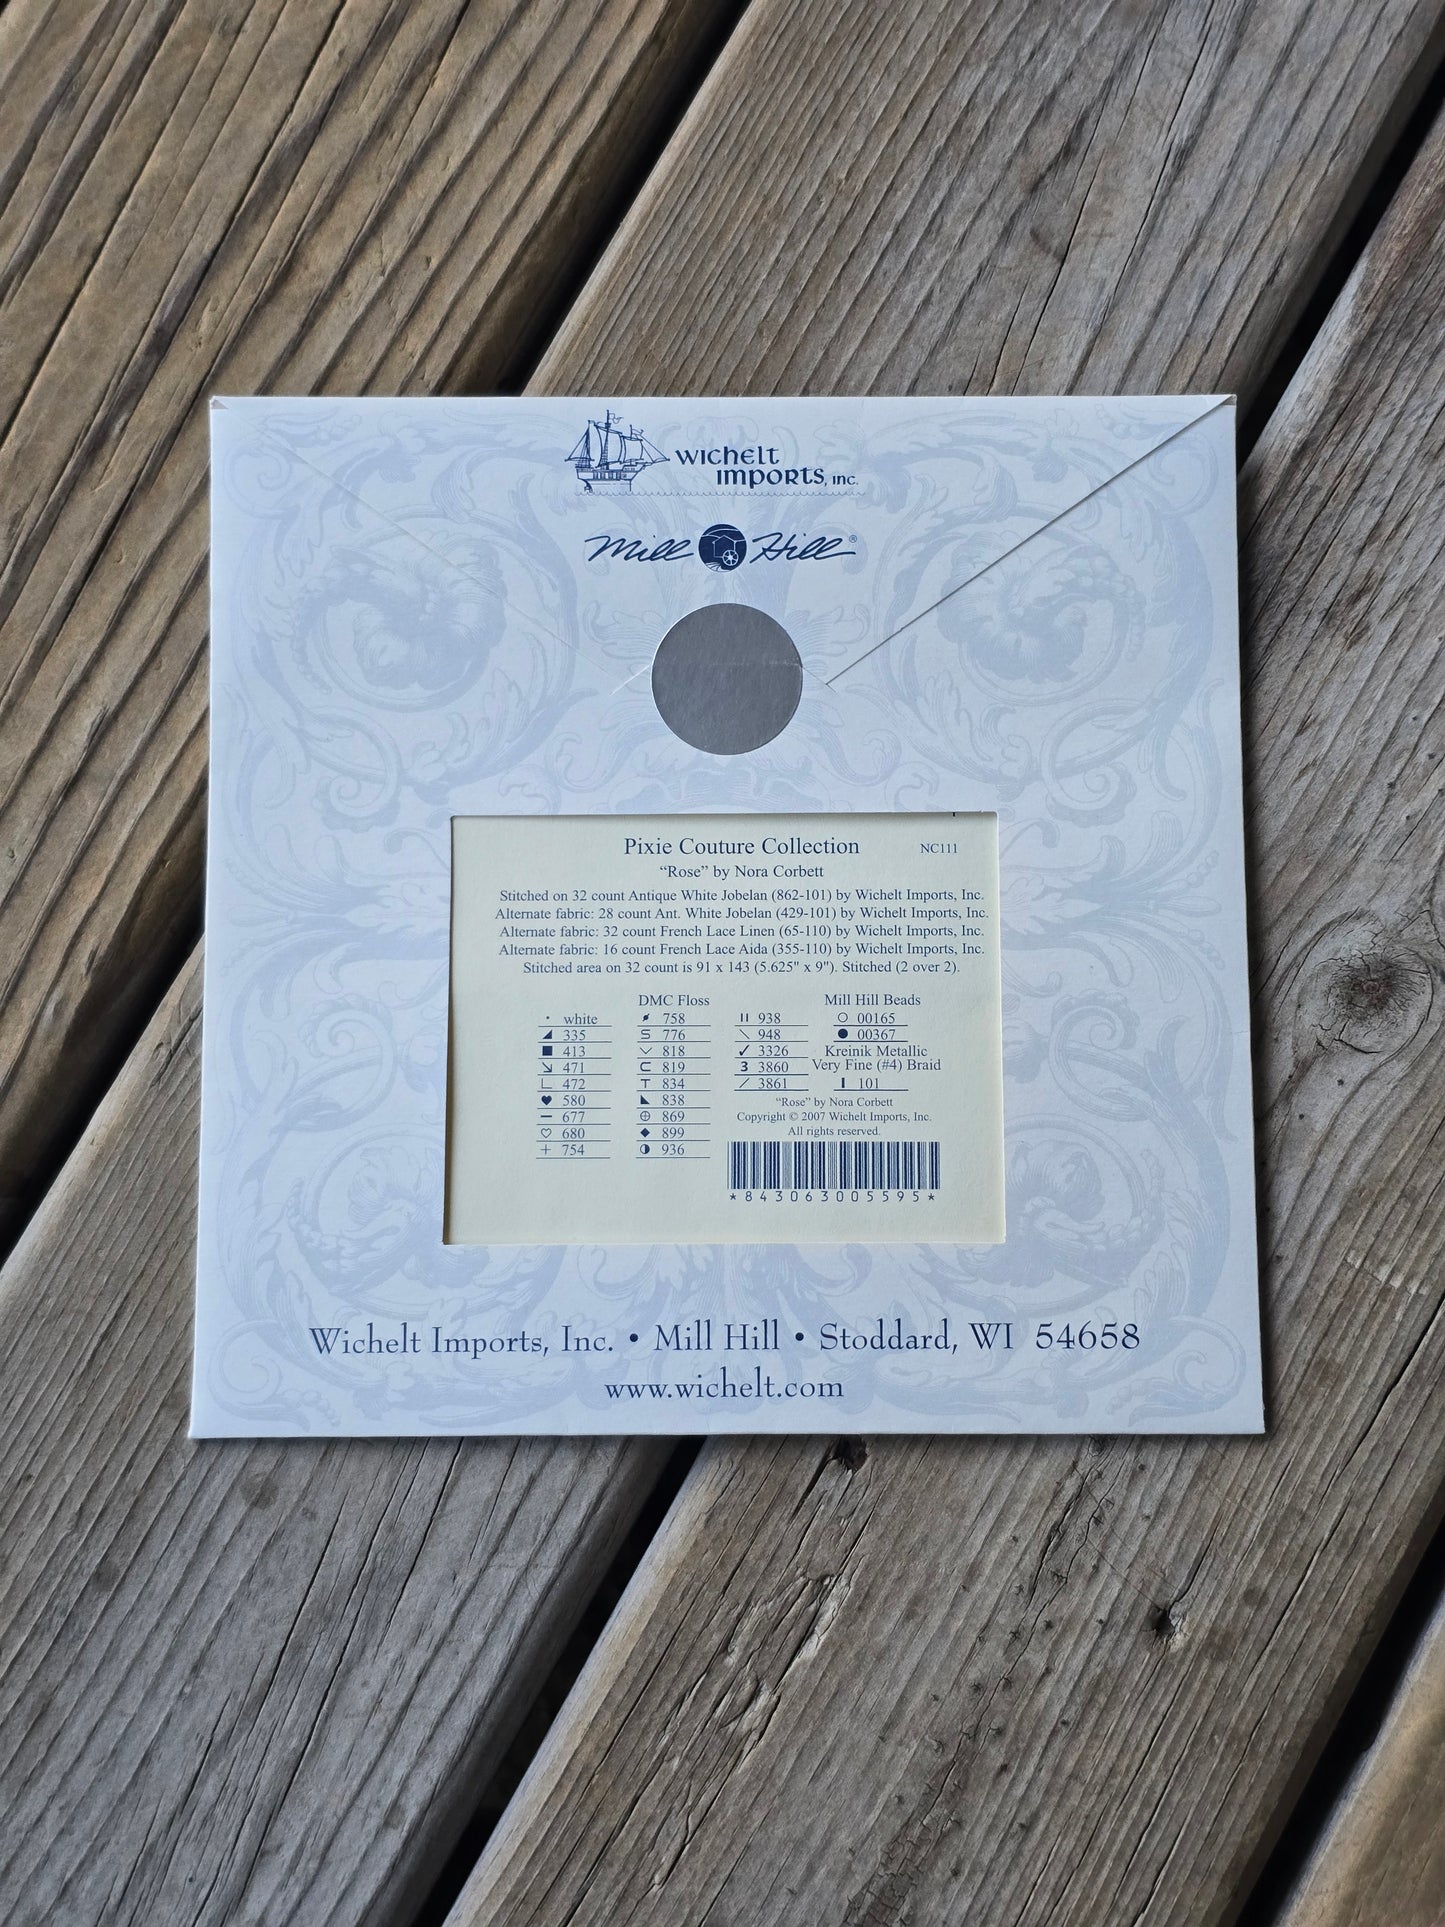 Wichelt
Imports, Inc.
Mill Hill®
Pixie Couture Collection NC111
“Rose” by Nora Corbett
Stitched on 32 count Antique White Jobelan (862-101) by Wichelt Imports, Inc.
Alternate fabric: 28 count Ant. White Jobelan (429-101) by Wichelt Imports, Inc.
Alternate fabric: 32 count French Lace Linen (65-110) by Wichelt Imports, Inc.
Alternate fabric: 16 count French Lace Aida (355-110) by Wichelt Imports, Inc.
Stitched area on 32 count is 91 x 143 (5.625" x 9"). Stitched (2 over 2).
DMC Floss
white
335
413
471
472
580
677
680
754
758
776
818
819
834
838
869
899
936
938
948
3326
3 3860
3861
Mill Hill Beads
00165
00367
Kreinik Metallic
Very Fine (#4) Braid
101
“Rose” by Nora Corbett
Copyright © 2007 Wichelt Imports, Inc.
All rights reserved.
*843063005595*
Wichelt Imports, Inc. • Mill Hill • Stoddard, WI 54658
www.wichelt.com